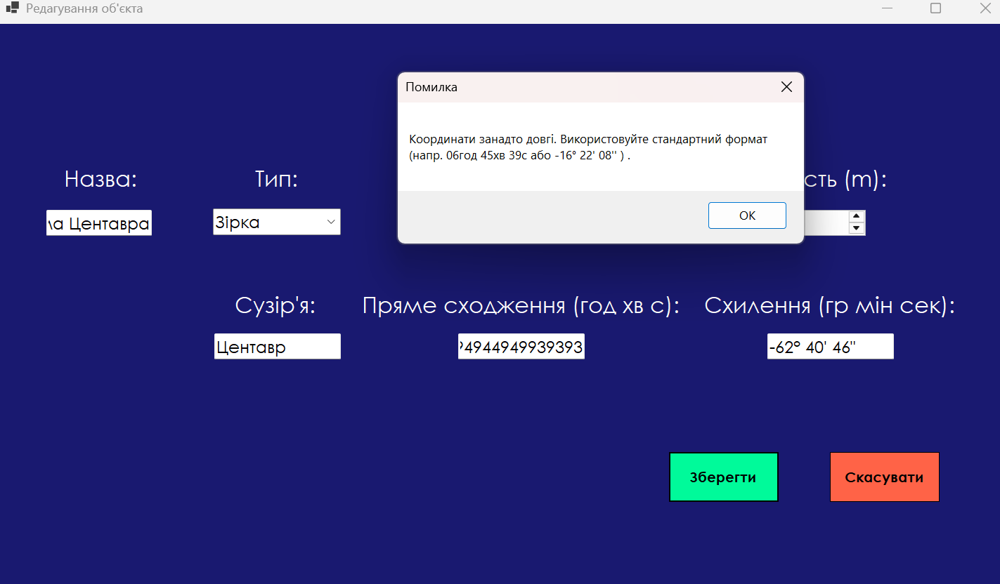 Редагування об'єкта
Помилка
Координати занадто довгі. Використовуйте стандартний формат
(напр. 06год 45хв 39с або -16° 22' 08'' ) .
OK
Назва:
Тип:
(m):
Центавра
Зірка
Сузір'я:
Пряме сходження (год хв с):
Схилення (гр мін сек):
Центавр
4944949939393
-62° 40' 46"
Зберегти
Скасувати